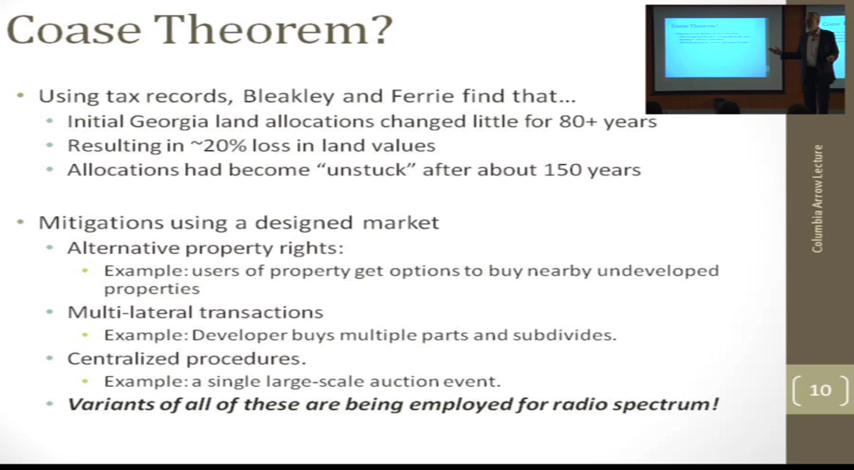 Coase Theorem?
• Using tax records, Bleakley and Ferrie find that…
• Initial Georgia land allocations changed little for 80+ years
• Resulting in ~20% loss in land values
• Allocations had become “unstuck” after about 150 years
• Mitigations using a designed market
• Alternative property rights:
• Example: users of property get options to buy nearby undeveloped
properties
• Multi-lateral transactions
• Example: Developer buys multiple parts and subdivides.
• Centralized procedures.
• Example: a single large-scale auction event.
• Variants of all of these are being employed for radio spectrum!
Columbia Arrow Lecture
10
Coase Theorem?